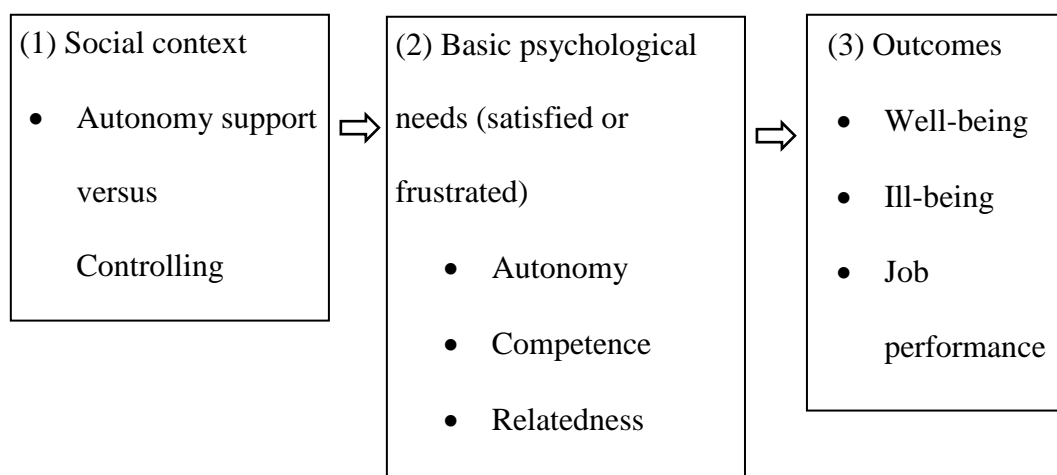 (1) Social context
• Autonomy support
versus
Controlling
(2) Basic psychological
needs (satisfied or
frustrated)
• Autonomy
• Competence
• Relatedness
(3) Outcomes
• Well-being
• Ill-being
• Job
performance